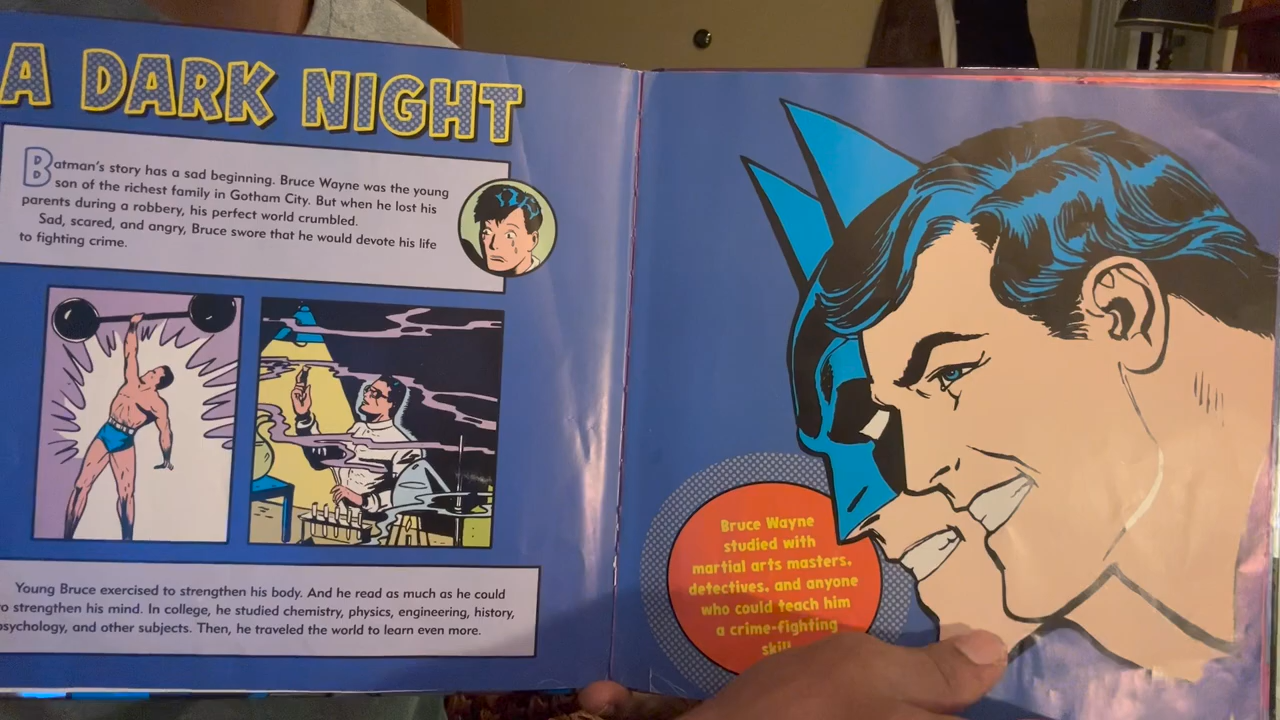 A DARK NIGHT
Batman's story has a sad beginning. Bruce Wayne was the young
son of the richest family in Gotham City. But when he lost his
parents during a robbery, his perfect world crumbled.
Sad, scared, and angry, Bruce swore that he would devote his life
to fighting crime.
Young Bruce exercised to strengthen his body. And he read as much as he could
to strengthen his mind. In college, he studied chemistry, physics, engineering, history,
psychology, and other subjects. Then, he traveled the world to learn even more.
Bruce Wayne
studied with
martial arts masters,
detectives, and anyone
who could teach him
a crime-fighting
skill